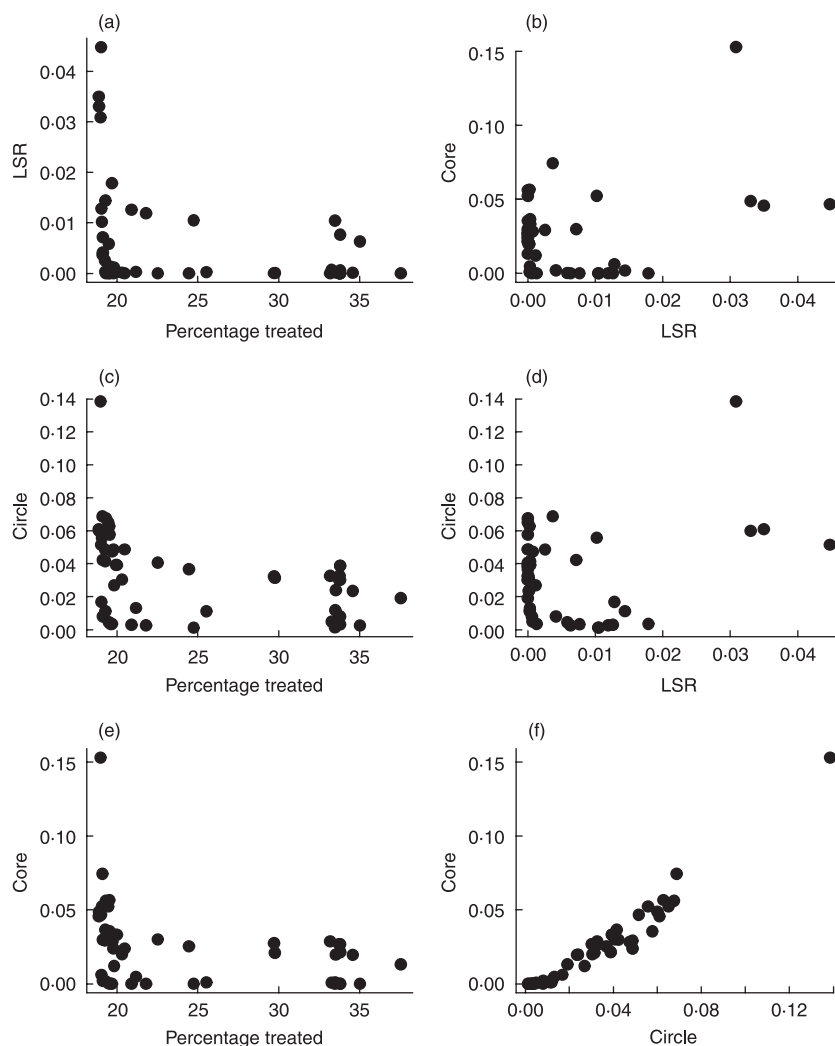 (a)
0·04
0·03
0·02
0·01
0·00
LSR
20 25 30 35
Percentage treated
(b)
0·15
0·10
0·05
0·00
Core
0·00 0·01 0·02 0·03 0·04
LSR
(c)
0·14
0·12
0·10
0·08
0·06
0·04
0·02
0·00
Circle
20 25 30 35
Percentage treated
(d)
0·14
0·12
0·10
0·08
0·06
0·04
0·02
0·00
Circle
0·00 0·01 0·02 0·03 0·04
LSR
(e)
0·15
0·10
0·05
0·00
Core
20 25 30 35
Percentage treated
(f)
0·15
0·10
0·05
0·00
Core
0·00 0·04 0·08 0·12
Circle